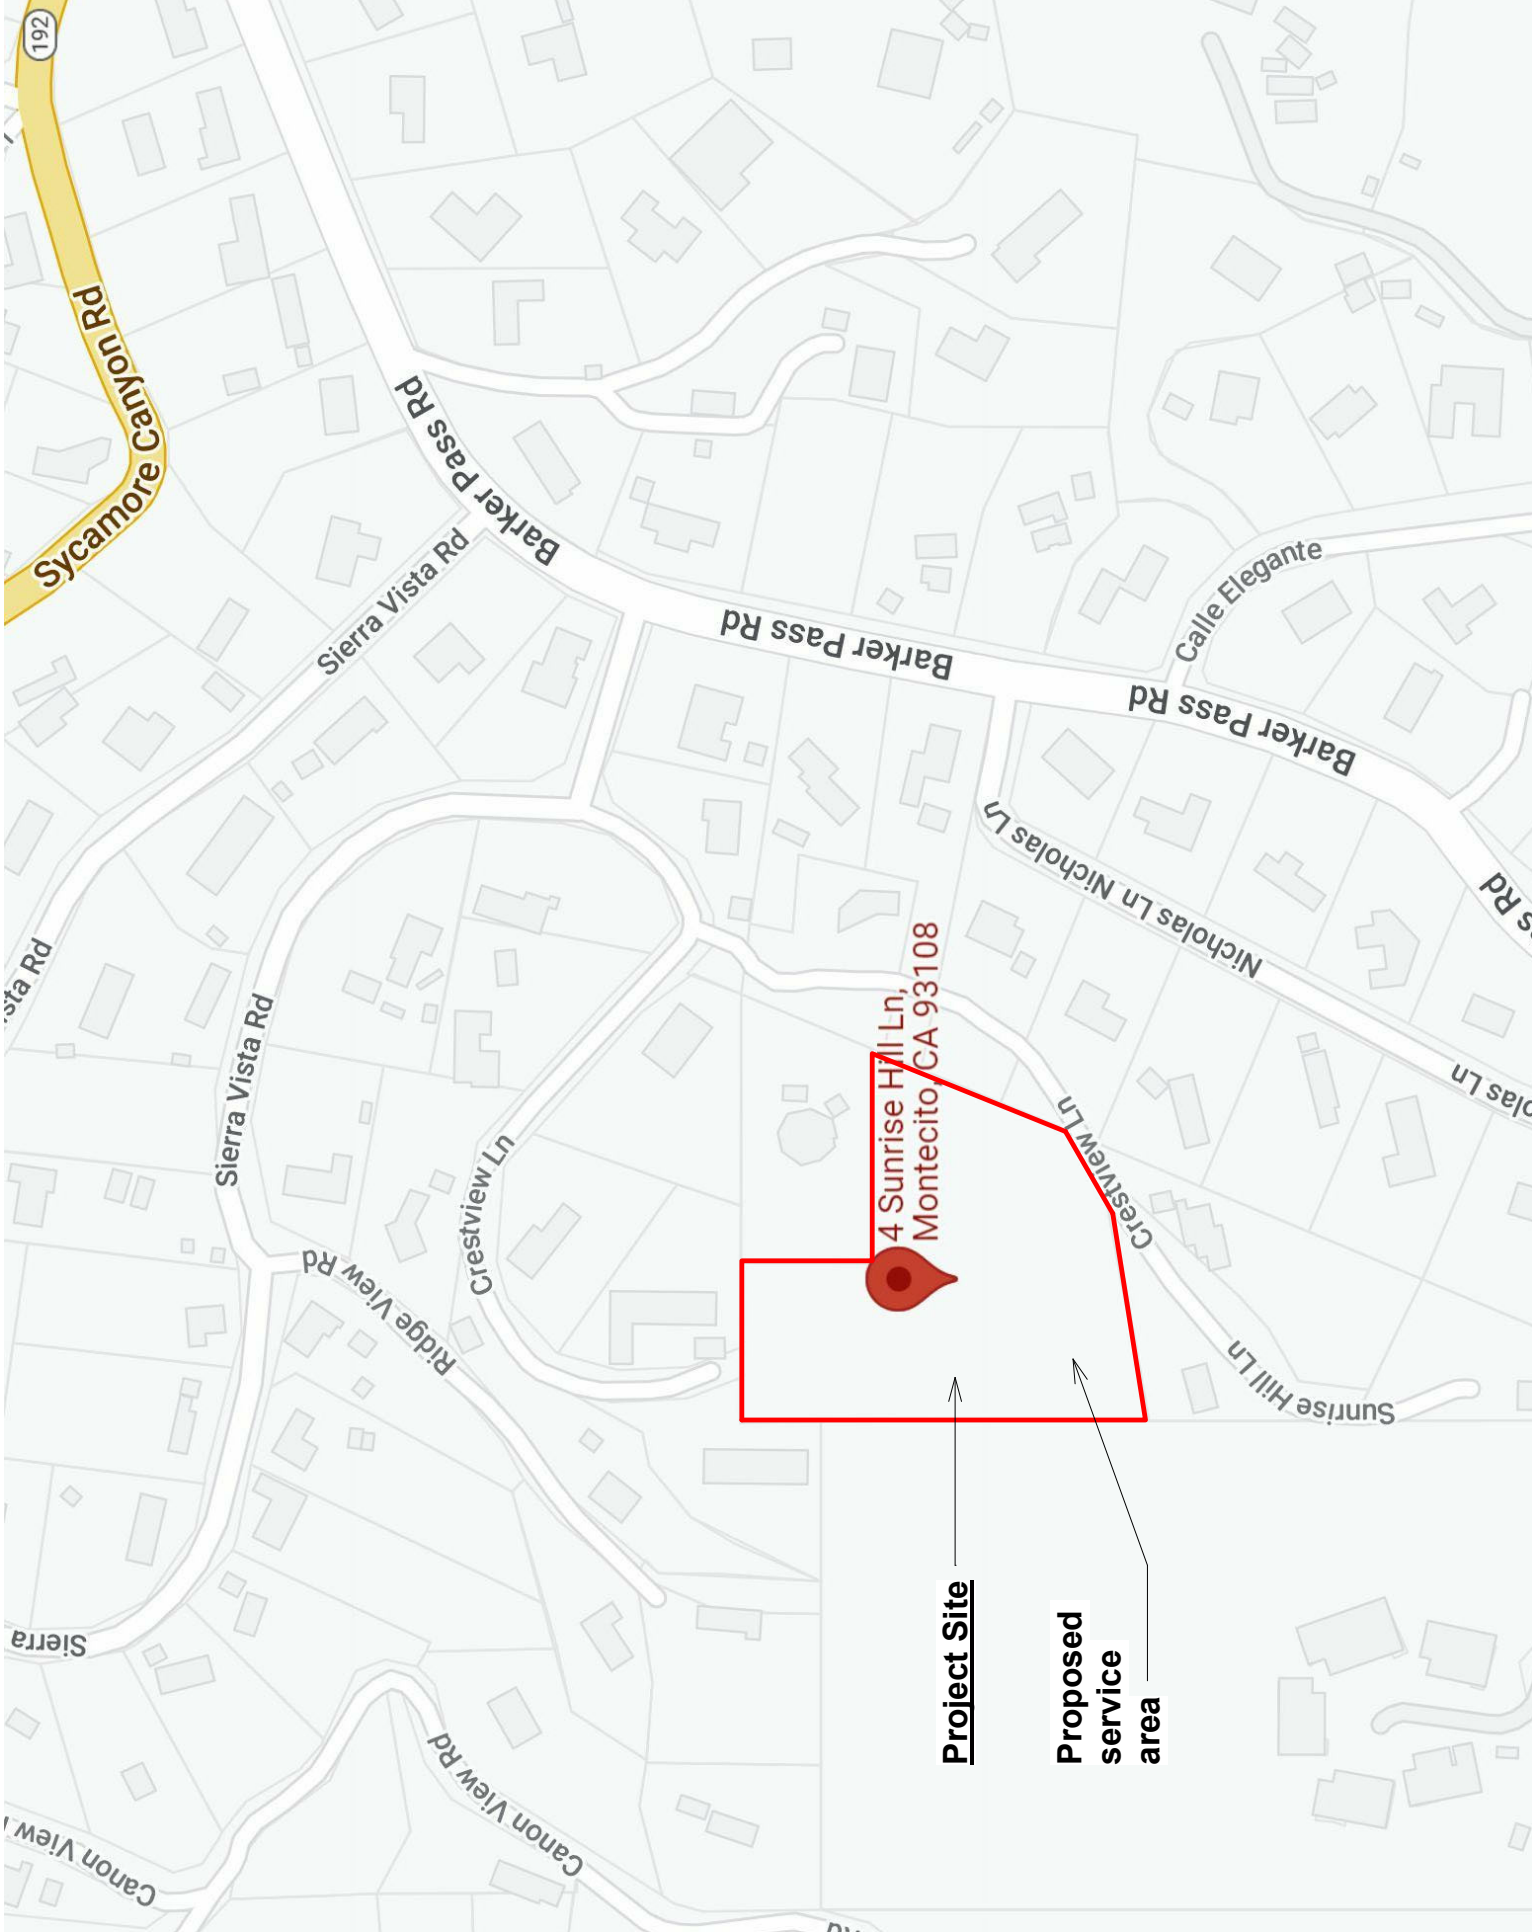 192
Sycamore Canyon Rd
Sierra
Canon View
Canon View Rd
Sierra Vista Rd
Sierra Vista Rd
Ridge View Rd
Crestview Ln
Barker Pass Rd
Barker Pass Rd
Barker Pass Rd
4 Sunrise Hill Ln,
Montecito, CA 93108
Project Site
Proposed
service
area
Crestview Ln
Nicholas Ln Nicholas Ln
Nicholas Ln
Calle Elegante
Sunrise Hill Ln
Rd